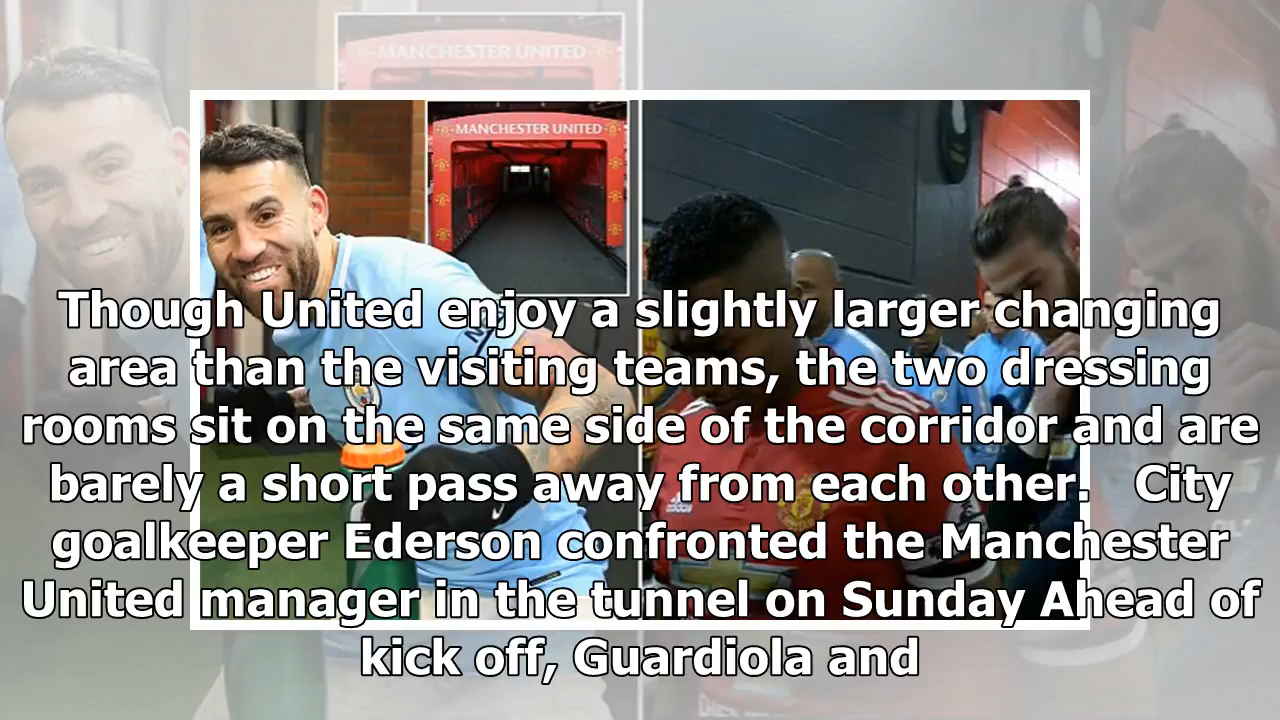 MANCHESTER UNITED
MANCHESTER UNITED
Though United enjoy a slightly larger changing
area than the visiting teams, the two dressing
rooms sit on the same side of the corridor and are
barely a short pass away from each other. City
goalkeeper Ederson confronted the Manchester
United manager in the tunnel on Sunday Ahead of
kick off, Guardiola and